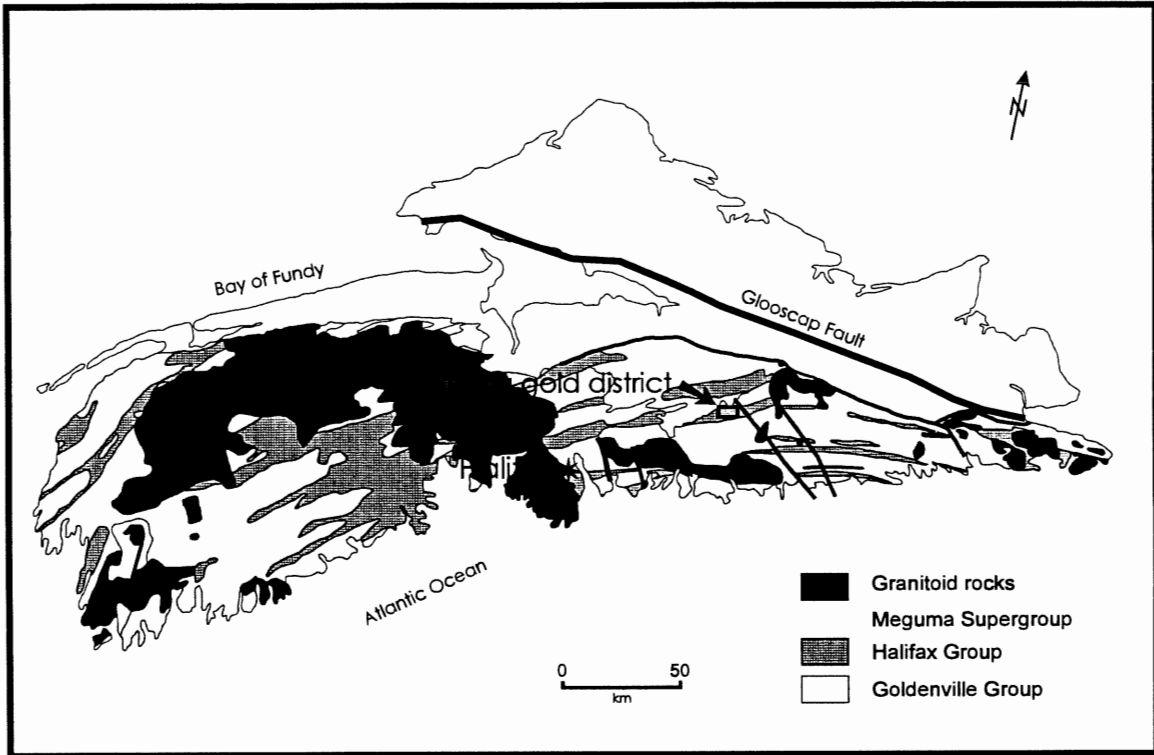 N
Bay of Fundy
Glooscap Fault
gold district
Atlantic Ocean
0 50
km
Granitoid rocks
Meguma Supergroup
Halifax Group
Goldenville Group